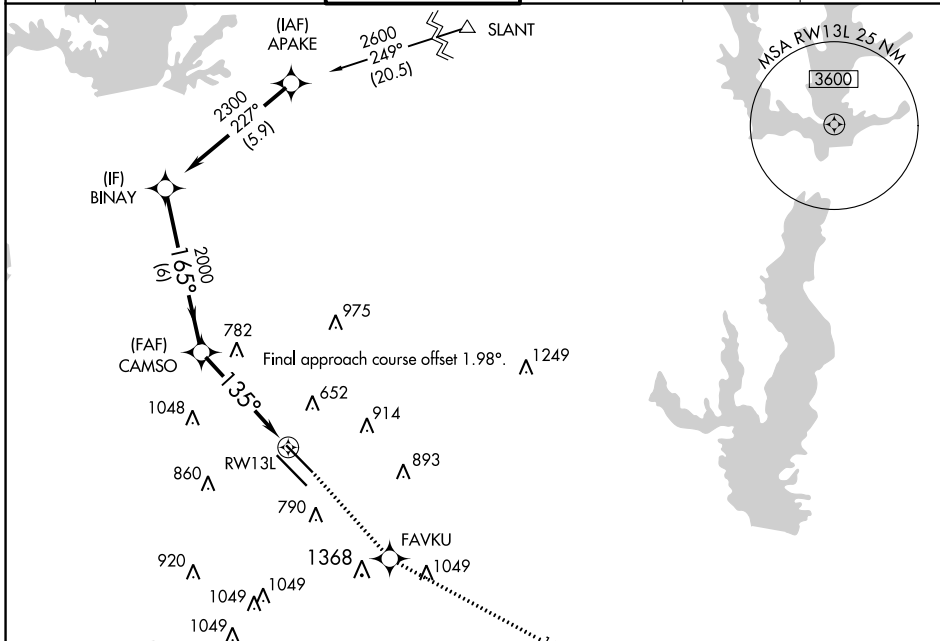 (IAF)
APAKE
2600
249°
(20.5)
SLANT
MSA RW13L 25 NM
3600
2300
227°
(5.9)
(IF)
BINAY
2000
165°
(6)
975
782
(FAF)
CAMSO
Final approach course offset 1.98°.
1249
135°
652
1048
914
RW13L
893
860
790
FAVKU
1368
1049
920
1049
1049
1049